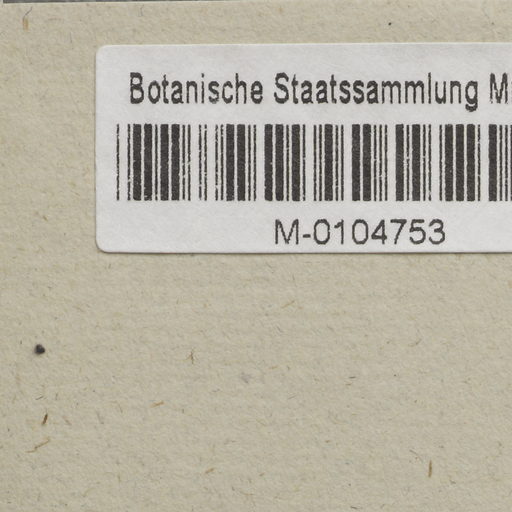 Botanische Staatssammlung M
M-0104753